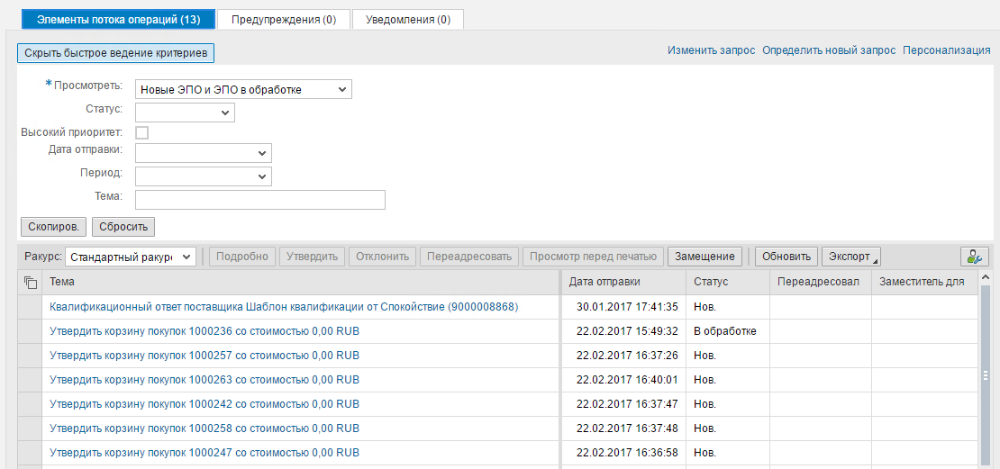 Элементы потока операций (13) Предупреждения (0) Уведомления (0)
Скрыть быстрое ведение критериев Изменить запрос Определить новый запрос Персонализация
* Просмотреть: Новые ЭПО и ЭПО в обработке
Статус:
Высокий приоритет:
Дата отправки:
Период:
Тема:
Скопиров. Сбросить
Ракурс: Стандартный ракурс Подробно Утвердить Отклонить Переадресовать Просмотр перед печатью Замещение Обновить Экспорт
Тема Дата отправки Статус Переадресовал Заместитель для
Квалификационный ответ поставщика Шаблон квалификации от Спокойствие (9000008868) 30.01.2017 17:41:35 Нов.
Утвердить корзину покупок 1000236 со стоимостью 0,00 RUB 22.02.2017 15:49:32 В обработке
Утвердить корзину покупок 1000257 со стоимостью 0,00 RUB 22.02.2017 16:37:26 Нов.
Утвердить корзину покупок 1000263 со стоимостью 0,00 RUB 22.02.2017 16:40:01 Нов.
Утвердить корзину покупок 1000242 со стоимостью 0,00 RUB 22.02.2017 16:37:47 Нов.
Утвердить корзину покупок 1000258 со стоимостью 0,00 RUB 22.02.2017 16:37:48 Нов.
Утвердить корзину покупок 1000247 со стоимостью 0,00 RUB 22.02.2017 16:36:58 Нов.